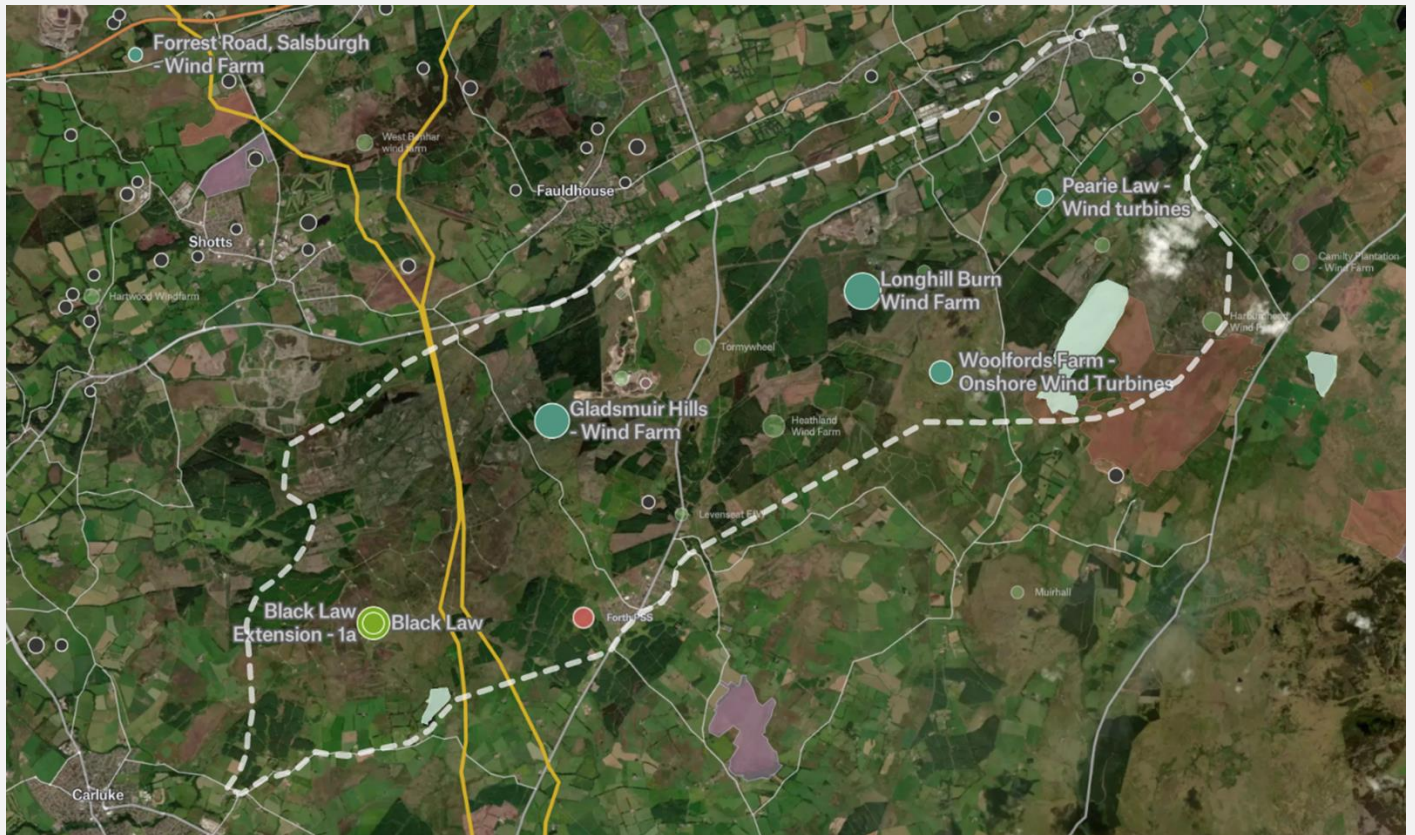 Forrest Road, Salsburgh
- Wind Farm
West Benhar
wind farm
Fauldhouse
Pearie Law -
Wind turbines
Shotts
Camilty Plantation
- Wind Farm
Longhill Burn
Wind Farm
Hartwood Windfarm
Wind
Tormywheel
Woolfords Farm -
Onshore Wind Turbines
Gladsmuir Hills
- Wind Farm
Heathland
Wind Farm
Levenseat
Muirhall
Black Law
Extension - 1a
Black Law
Forth PSS
Carluke